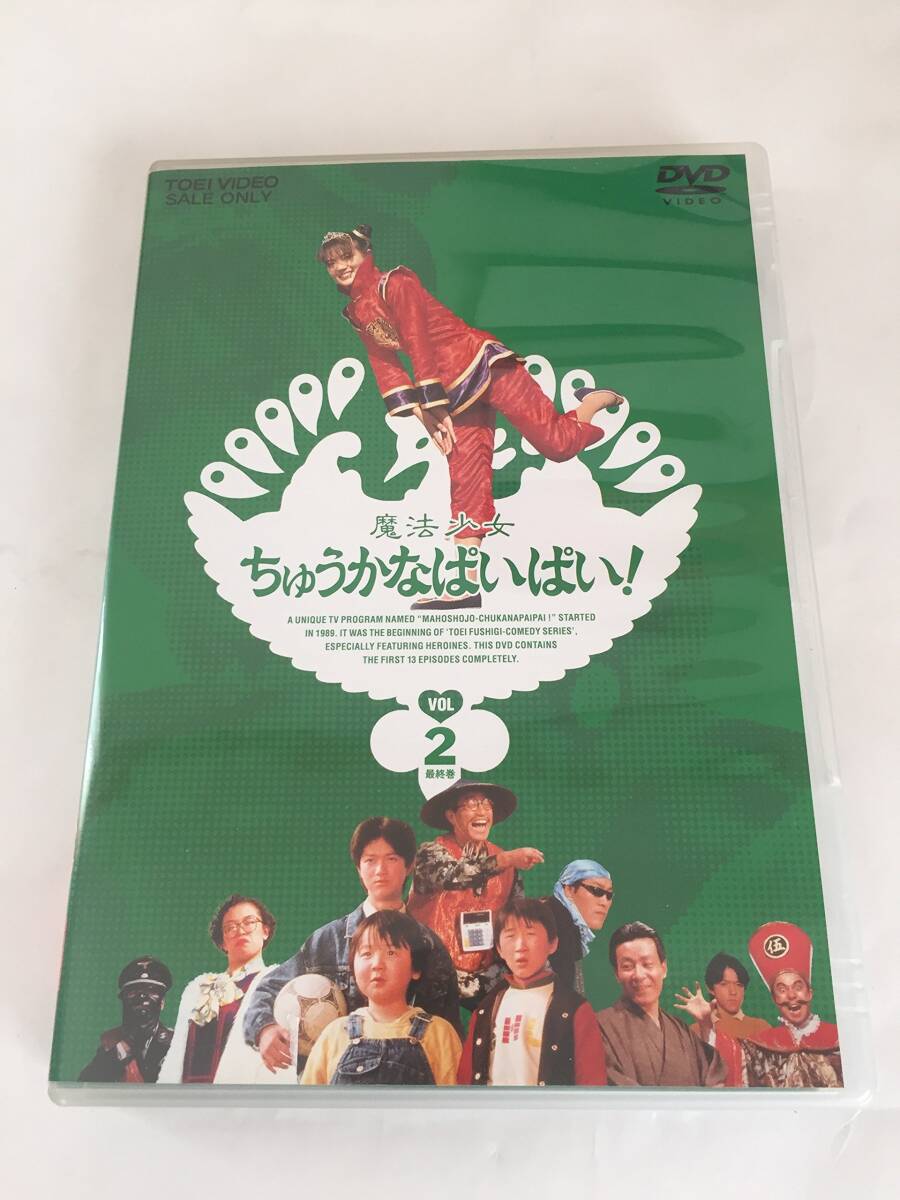 TOEI VIDEO
SALE ONLY
DVD
VIDEO
魔法少女
ちゅうかなぱいぱい!
A UNIQUE TV PROGRAM NAMED "MAHOSHOJO-CHUKANAPAIPAI !" STARTED
IN 1989. IT WAS THE BEGINNING OF 'TOEI FUSHIGI-COMEDY SERIES',
ESPECIALLY FEATURING HEROINES. THIS DVD CONTAINS
THE FIRST 13 EPISODES COMPLETELY.
VOL
2
最終巻
伍